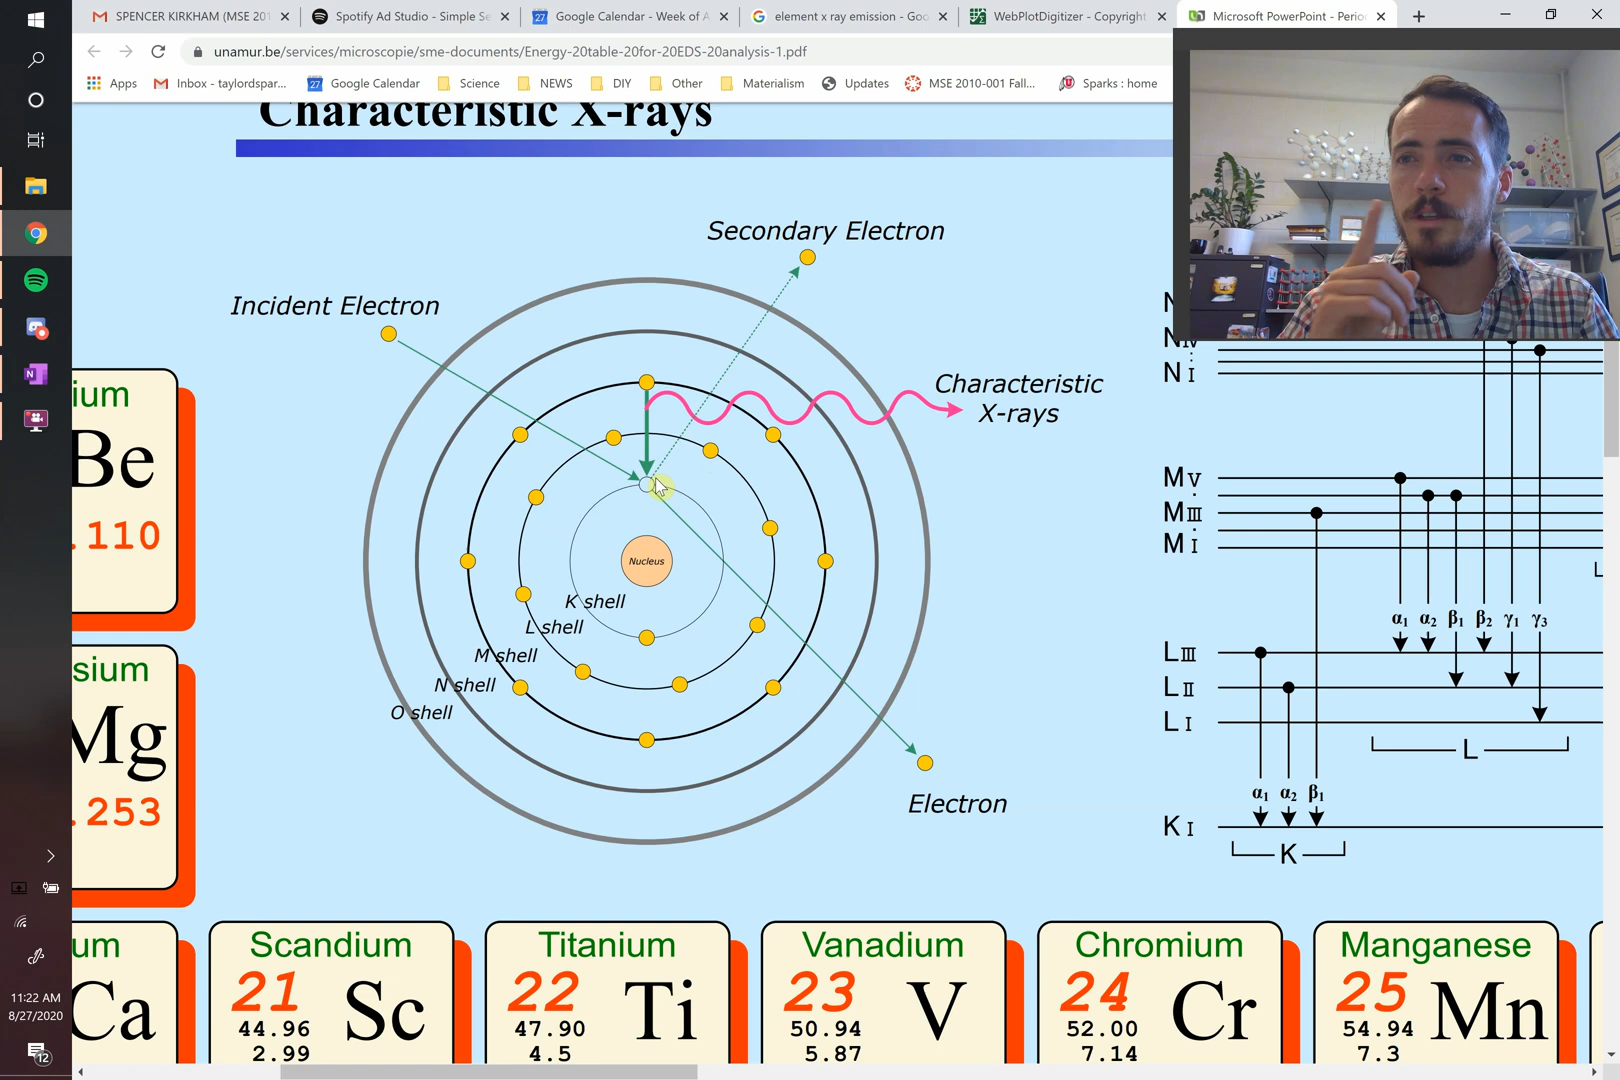 SPENCER KIRKHAM (MSE 201
Spotify Ad Studio - Simple Se
Google Calendar - Week of A
element x ray emission - Goo
WebPlotDigitizer - Copyright
Microsoft PowerPoint - Perio
unamur.be/services/microscopie/sme-documents/Energy-20table-20for-20EDS-20analysis-1.pdf
Apps
Inbox - taylordspar...
Google Calendar
Science
NEWS
DIY
Other
Materialism
Updates
MSE 2010-001 Fall...
Sparks : home
Characteristic X-rays
Secondary Electron
Incident Electron
Characteristic
X-rays
Nucleus
K shell
L shell
M shell
N shell
O shell
Electron
N I
M V
M III
M I
α1 α2 β1 β2 γ1 γ3
L III
L II
L I
L
α1 α2 β1
K I
K
ium
Be
.110
sium
Mg
.253
um
Ca
Scandium
21
Sc
44.96
2.99
Titanium
22
Ti
47.90
4.5
Vanadium
23
V
50.94
5.87
Chromium
24
Cr
52.00
7.14
Manganese
25
Mn
54.94
7.3
11:22 AM
8/27/2020
12